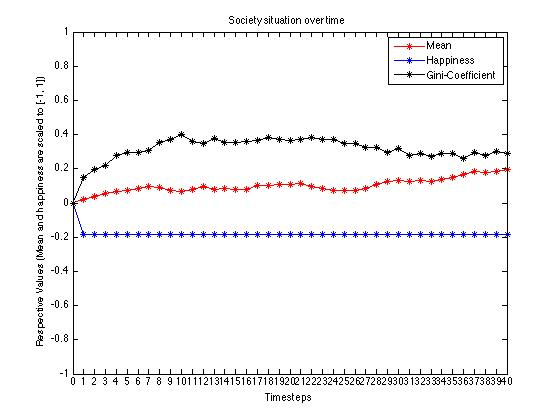 Society situation over time
Mean
Happiness
Gini-Coefficient
Respective Values (Mean and happiness are scaled to [-1, 1])
1
0.8
0.6
0.4
0.2
0
-0.2
-0.4
-0.6
-0.8
-1
0 1 2 3 4 5 6 7 8 9 10 11 12 13 14 15 16 17 18 19 20 21 22 23 24 25 26 27 28 29 30 31 32 33 34 35 36 37 38 39 40
Timesteps